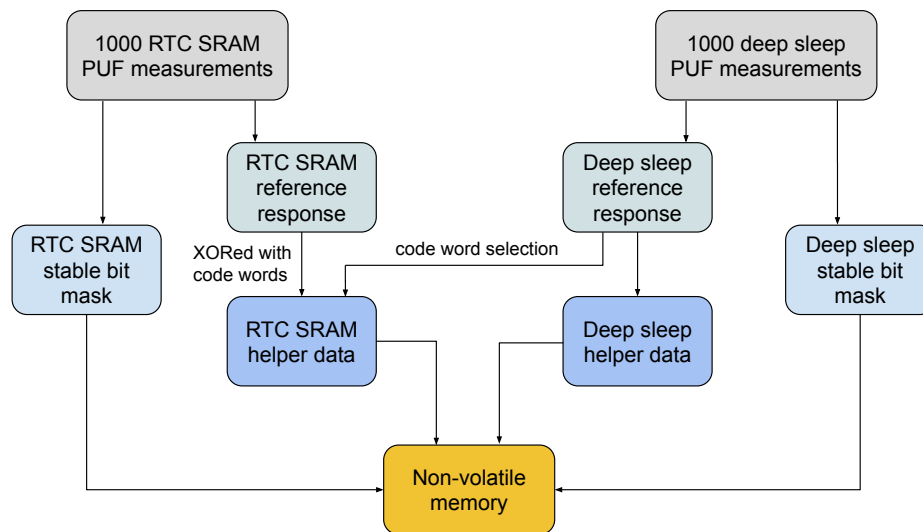 1000 RTC SRAM
PUF measurements
1000 deep sleep
PUF measurements
RTC SRAM
reference
response
Deep sleep
reference
response
RTC SRAM
stable bit
mask
XORed with
code words
code word selection
Deep sleep
stable bit
mask
RTC SRAM
helper data
Deep sleep
helper data
Non-volatile
memory